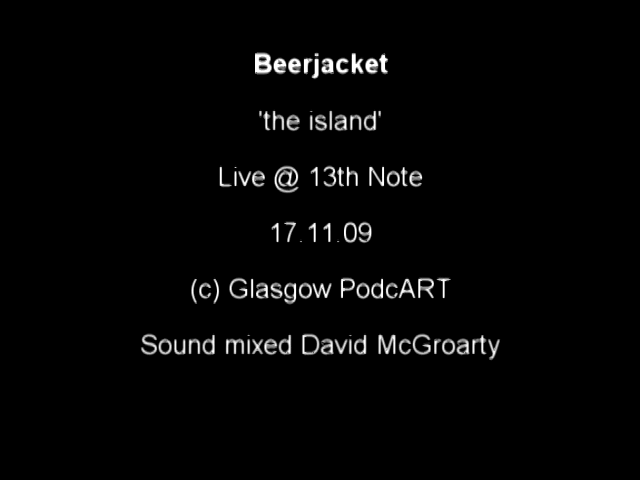 Beerjacket
'the island'
Live @ 13th Note
17.11.09
(c) Glasgow PodcART
Sound mixed David McGroarty